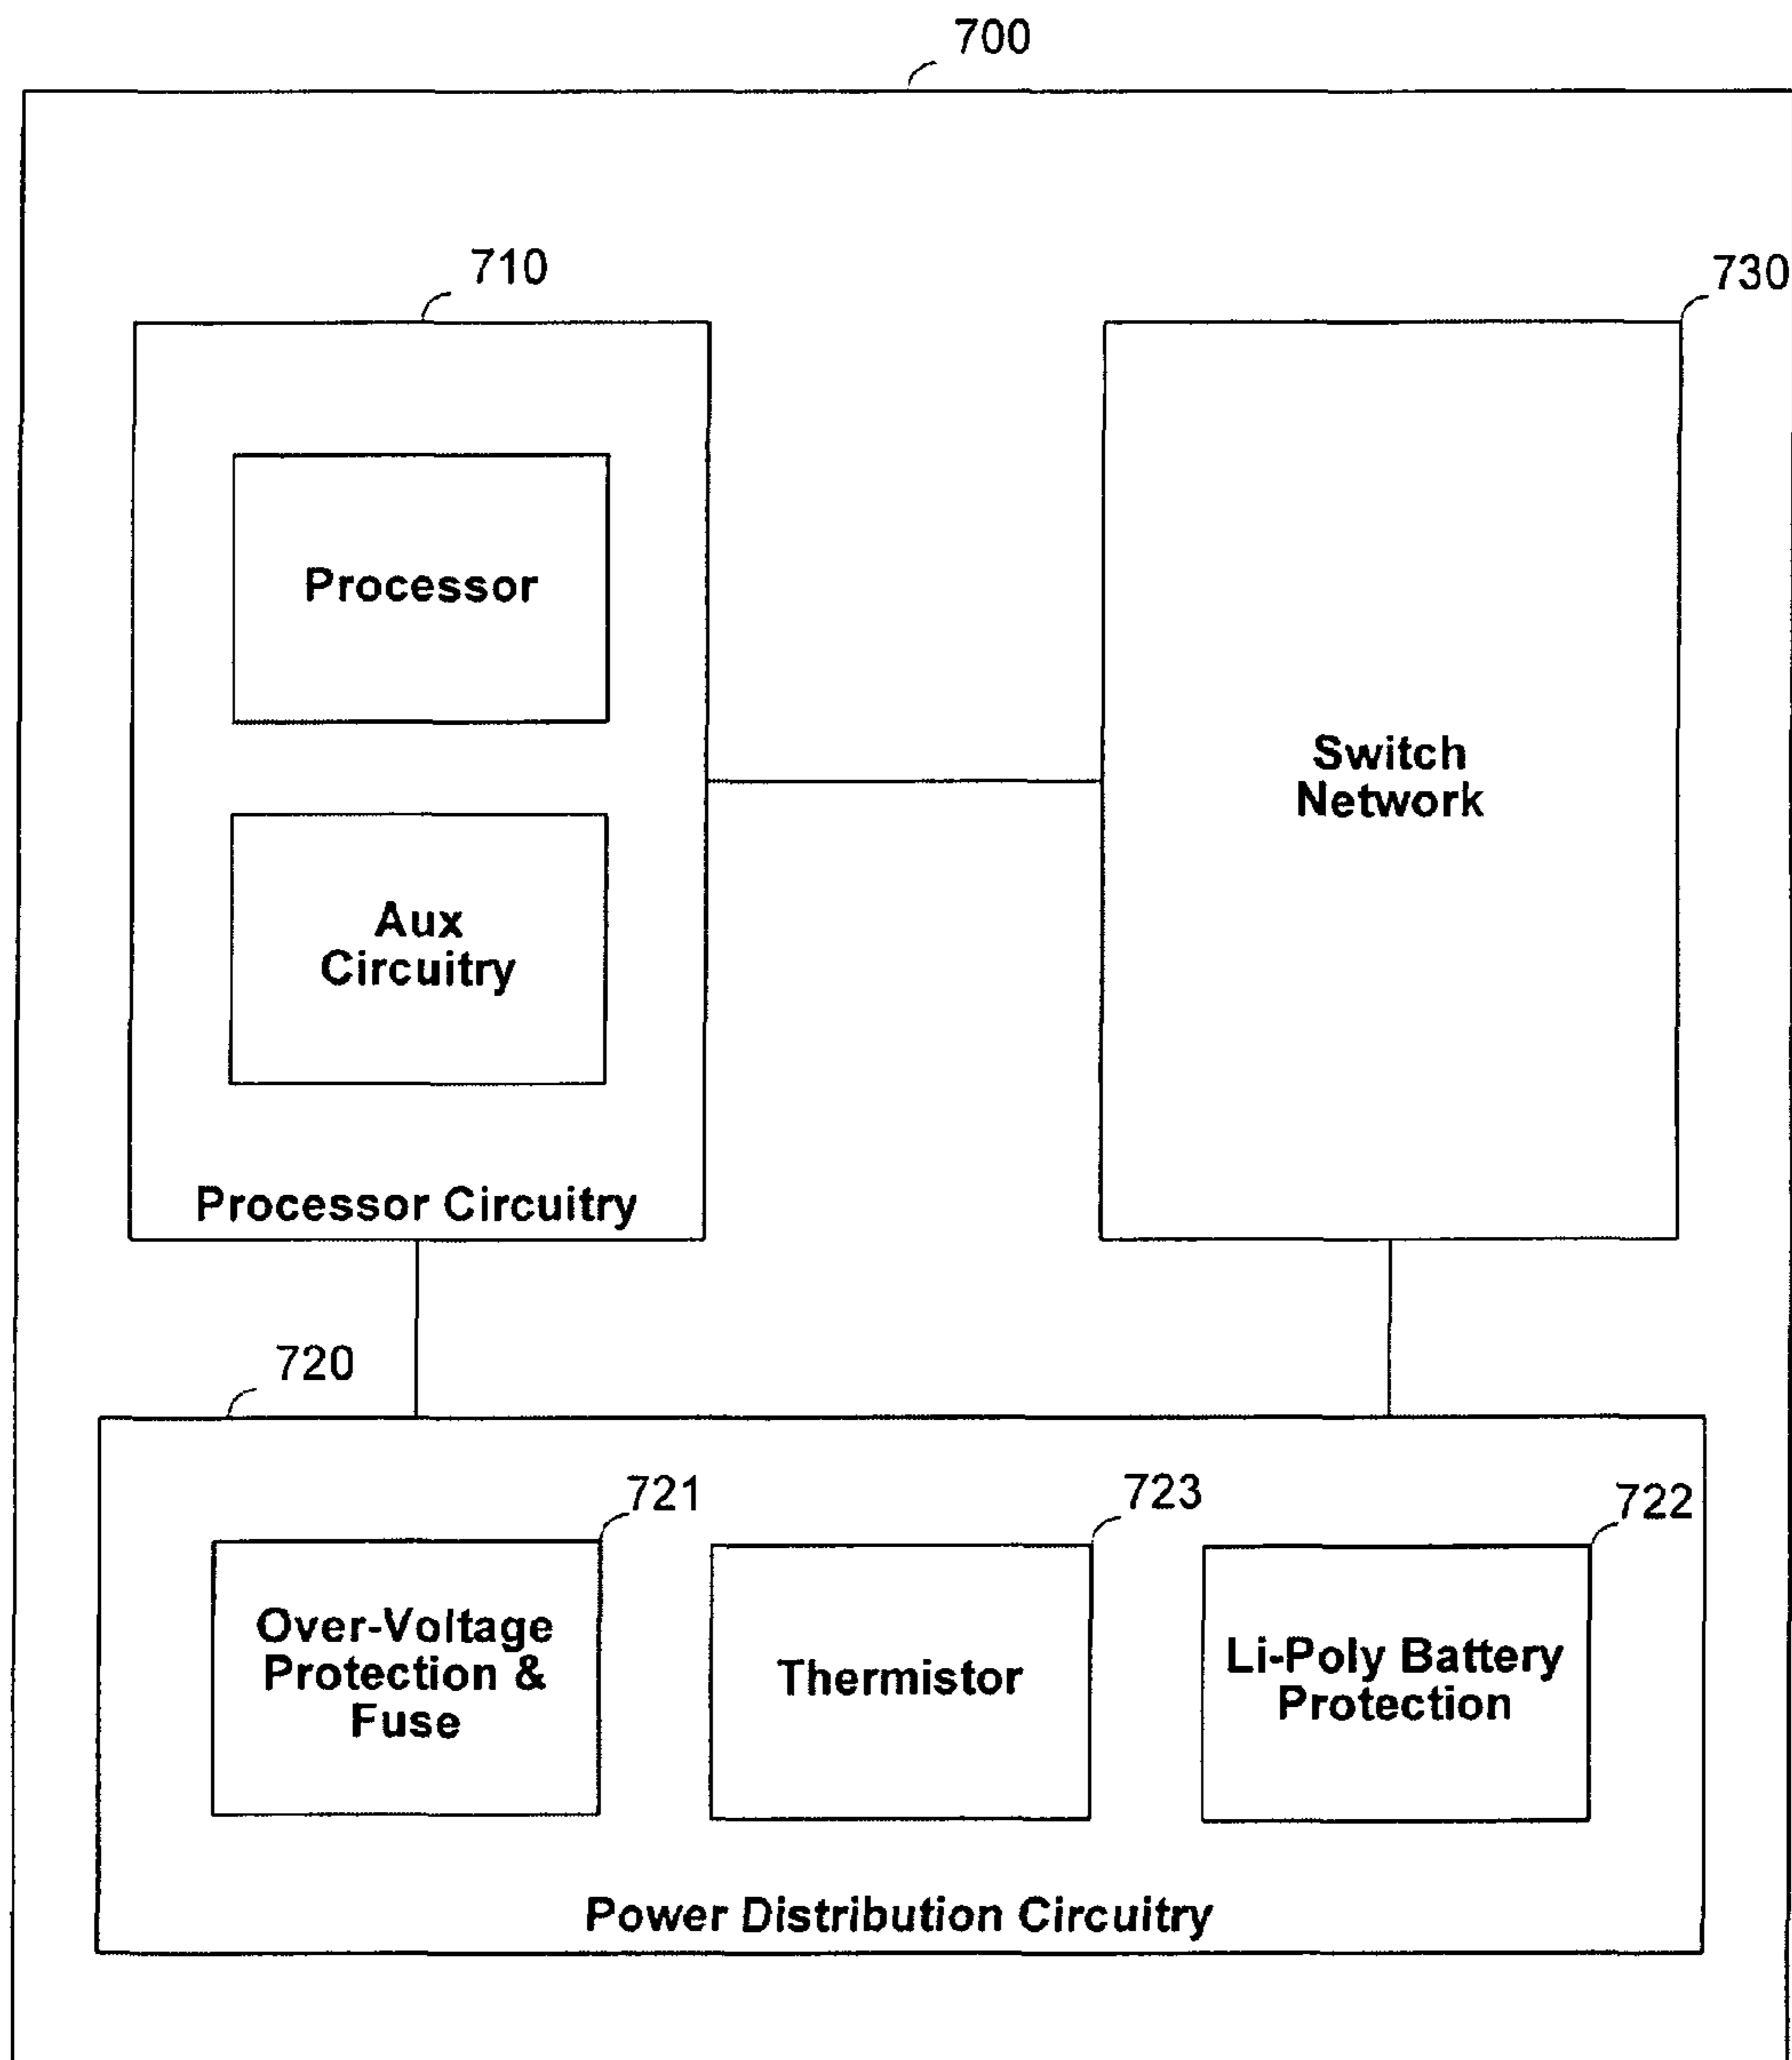 700
710
730
Processor
Switch
Network
Aux
Circuitry
Processor Circuitry
720
721
723
722
Over-Voltage
Protection &
Fuse
Thermistor
Li-Poly Battery
Protection
Power Distribution Circuitry